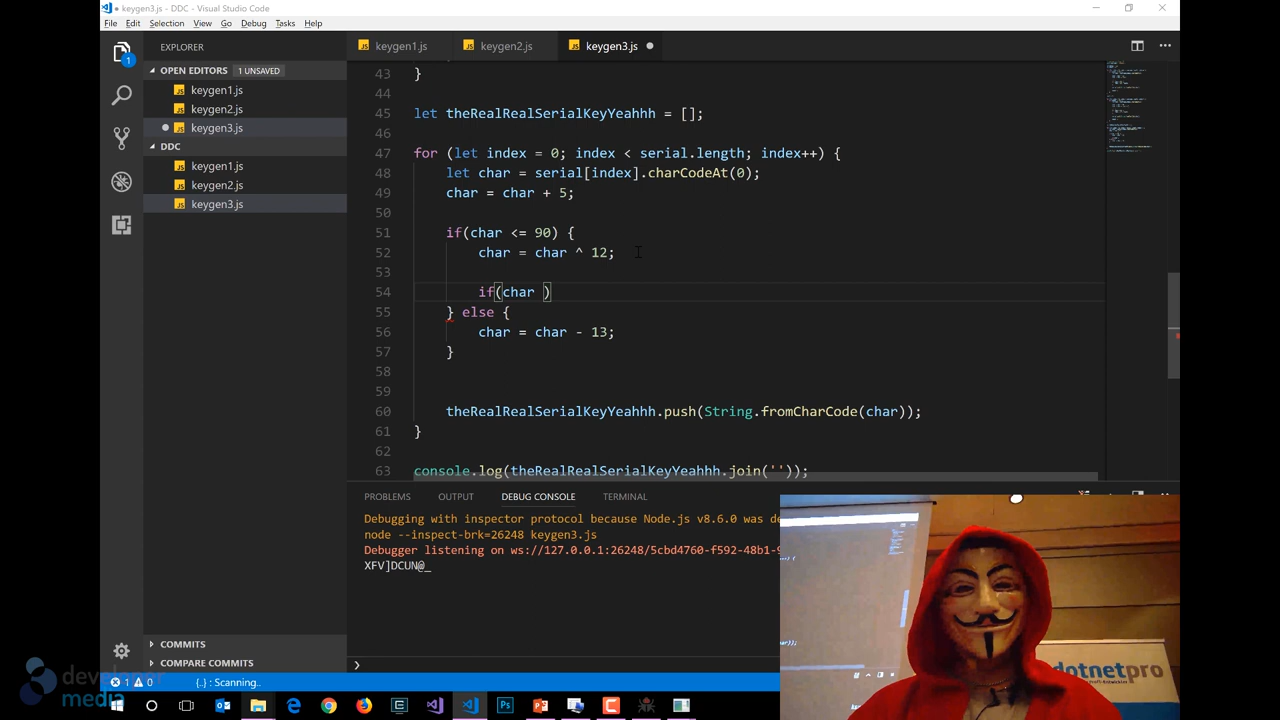 keygen3.js - DDC - Visual Studio Code
File Edit Selection View Go Debug Tasks Help
EXPLORER
OPEN EDITORS 1 UNSAVED
keygen1.js
keygen2.js
keygen3.js
DDC
keygen1.js
keygen2.js
keygen3.js
COMMITS
COMPARE COMMITS
1
keygen1.js keygen2.js keygen3.js
43 }
44
45 let theRealRealSerialKeyYeahhh = [];
46
47 for (let index = 0; index < serial.length; index++) {
48 let char = serial[index].charCodeAt(0);
49 char = char + 5;
50
51 if(char <= 90) {
52 char = char ^ 12;
53
54 if(char )
55 } else {
56 char = char - 13;
57 }
58
59
60 theRealRealSerialKeyYeahhh.push(String.fromCharCode(char));
61 }
62
63 console.log(theRealRealSerialKeyYeahhh.join(''));
PROBLEMS OUTPUT DEBUG CONSOLE TERMINAL
Debugging with inspector protocol because Node.js v8.6.0 was de
node --inspect-brk=26248 keygen3.js
Debugger listening on ws://127.0.0.1:26248/5cbd4760-f592-48b1-9
XFV]DCUN@_
1 0 {..} : Scanning..
developer
media
dotnetpro